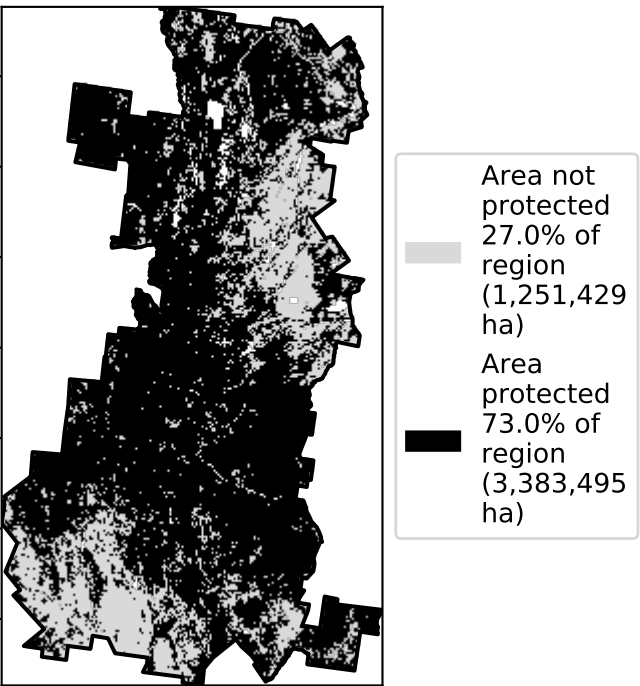 Area not
protected
27.0% of
region
(1,251,429
ha)
Area
protected
73.0% of
region
(3,383,495
ha)